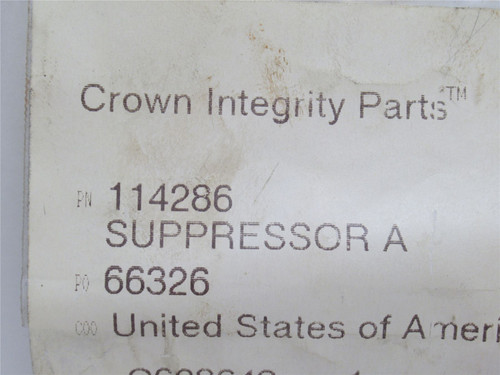 Crown Integrity Parts™
PN 114286
SUPPRESSOR A
PO 66326
COO United States of Ameri